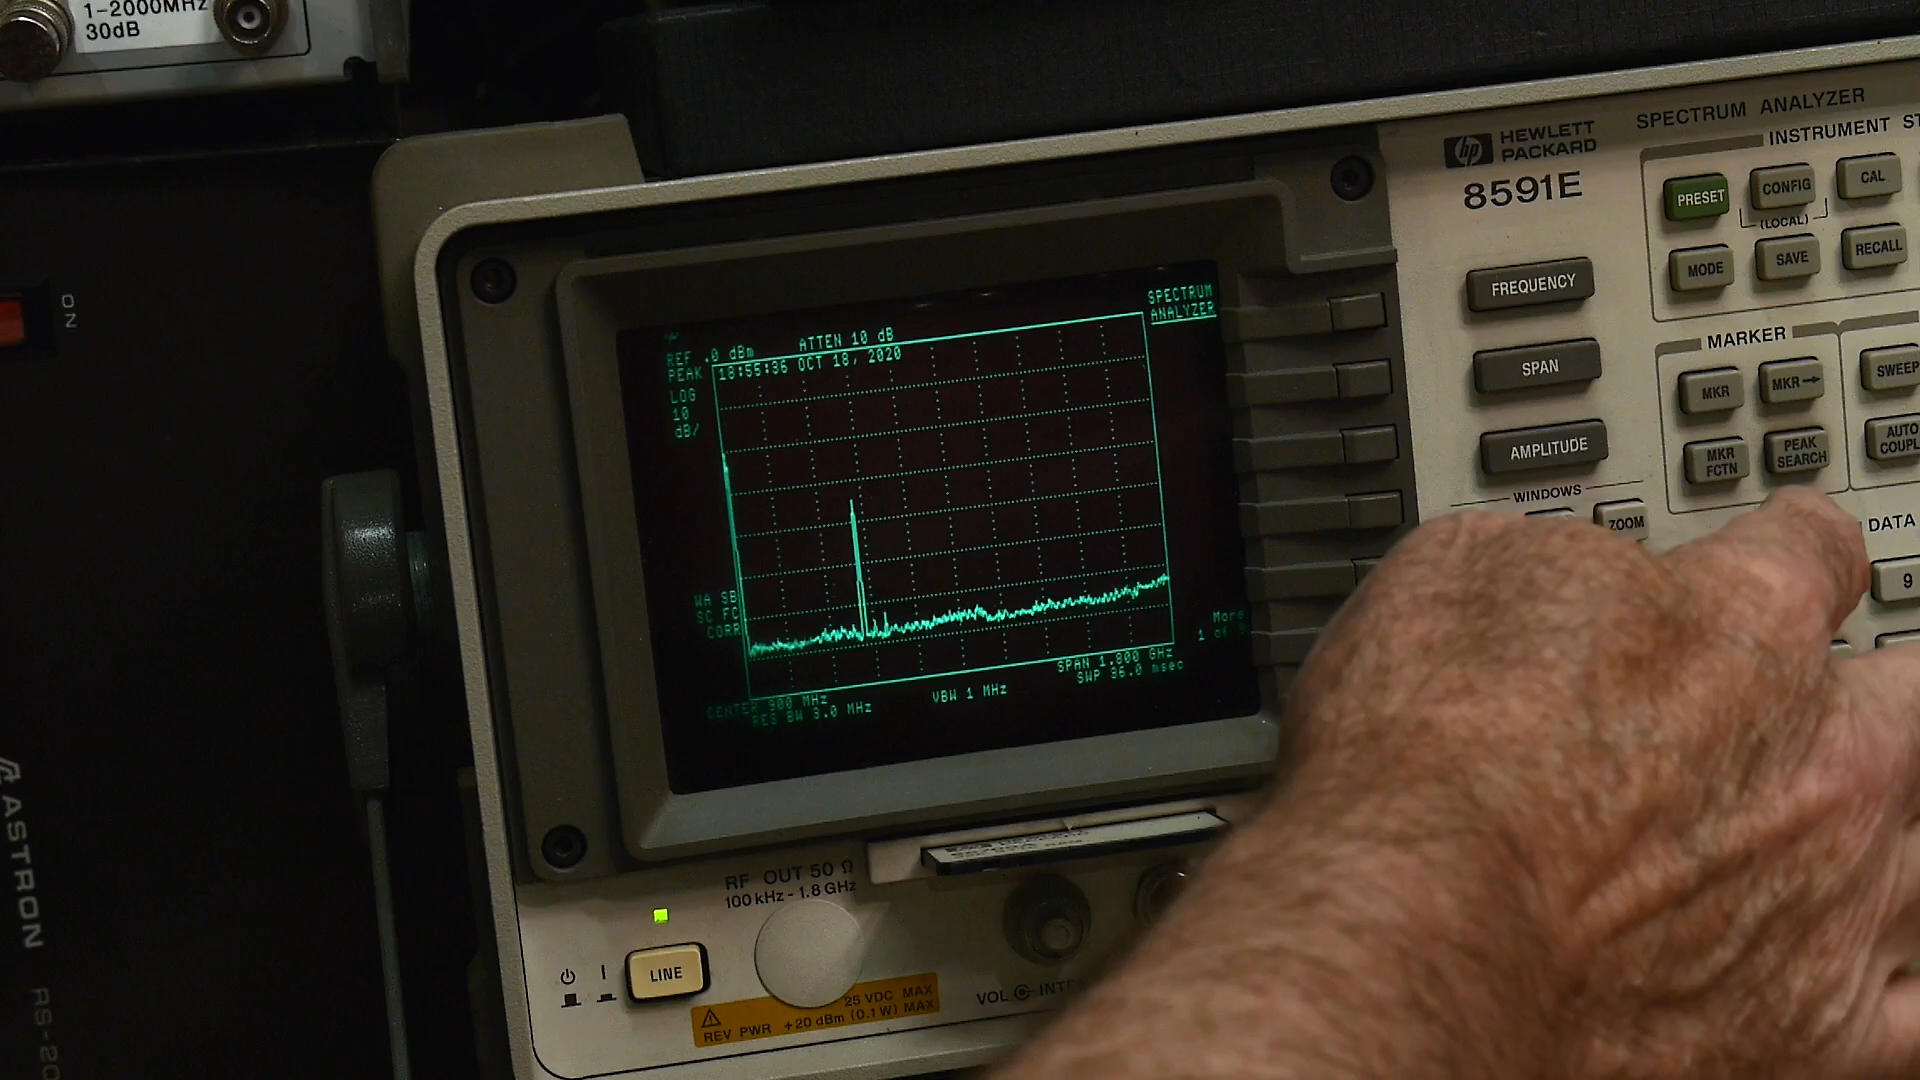 1-2000MHz
30dB
ON
ASTRON RS-20
REF .0 dBm
ATTEN 10 dB
PEAK
18:55:36 OCT 18, 2020
LOG
10
dB/
SPECTRUM
ANALYZER
WA SB
SC FC
CORR
More
1 of
CENTER 900 MHz
SPAN 1.800 GHz
RES BW 3.0 MHz
VBW 1 MHz
SWP 36.0 msec
hp HEWLETT
PACKARD
8591E
SPECTRUM ANALYZER
INSTRUMENT ST
PRESET
CONFIG
CAL
(LOCAL)
MODE
SAVE
RECALL
FREQUENCY
SPAN
AMPLITUDE
MARKER
MKR
MKR→
SWEEP
MKR
FCTN
PEAK
SEARCH
AUTO
COUPL
WINDOWS
ZOOM
DATA
9
RF OUT 50 Ω
100 kHz - 1.8 GHz
LINE
25 VDC MAX
REV PWR +20 dBm (0.1 W) MAX
VOL
INTE